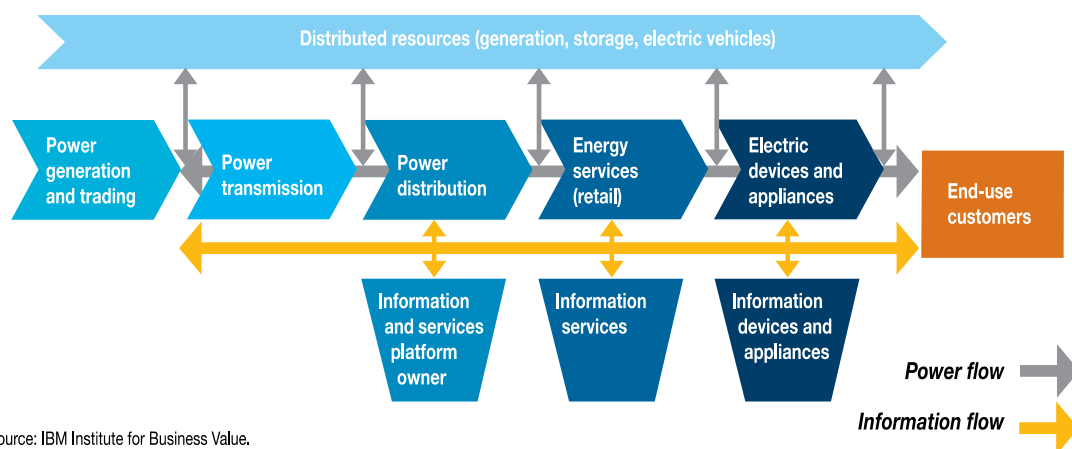 Distributed resources (generation, storage, electric vehicles)
Power
generation
and trading
Power
transmission
Power
distribution
Energy
services
(retail)
Electric
devices and
appliances
End-use
customers
Information
and services
platform
owner
Information
services
Information
devices and
appliances
Power flow
Information flow
ource: IBM Institute for Business Value.